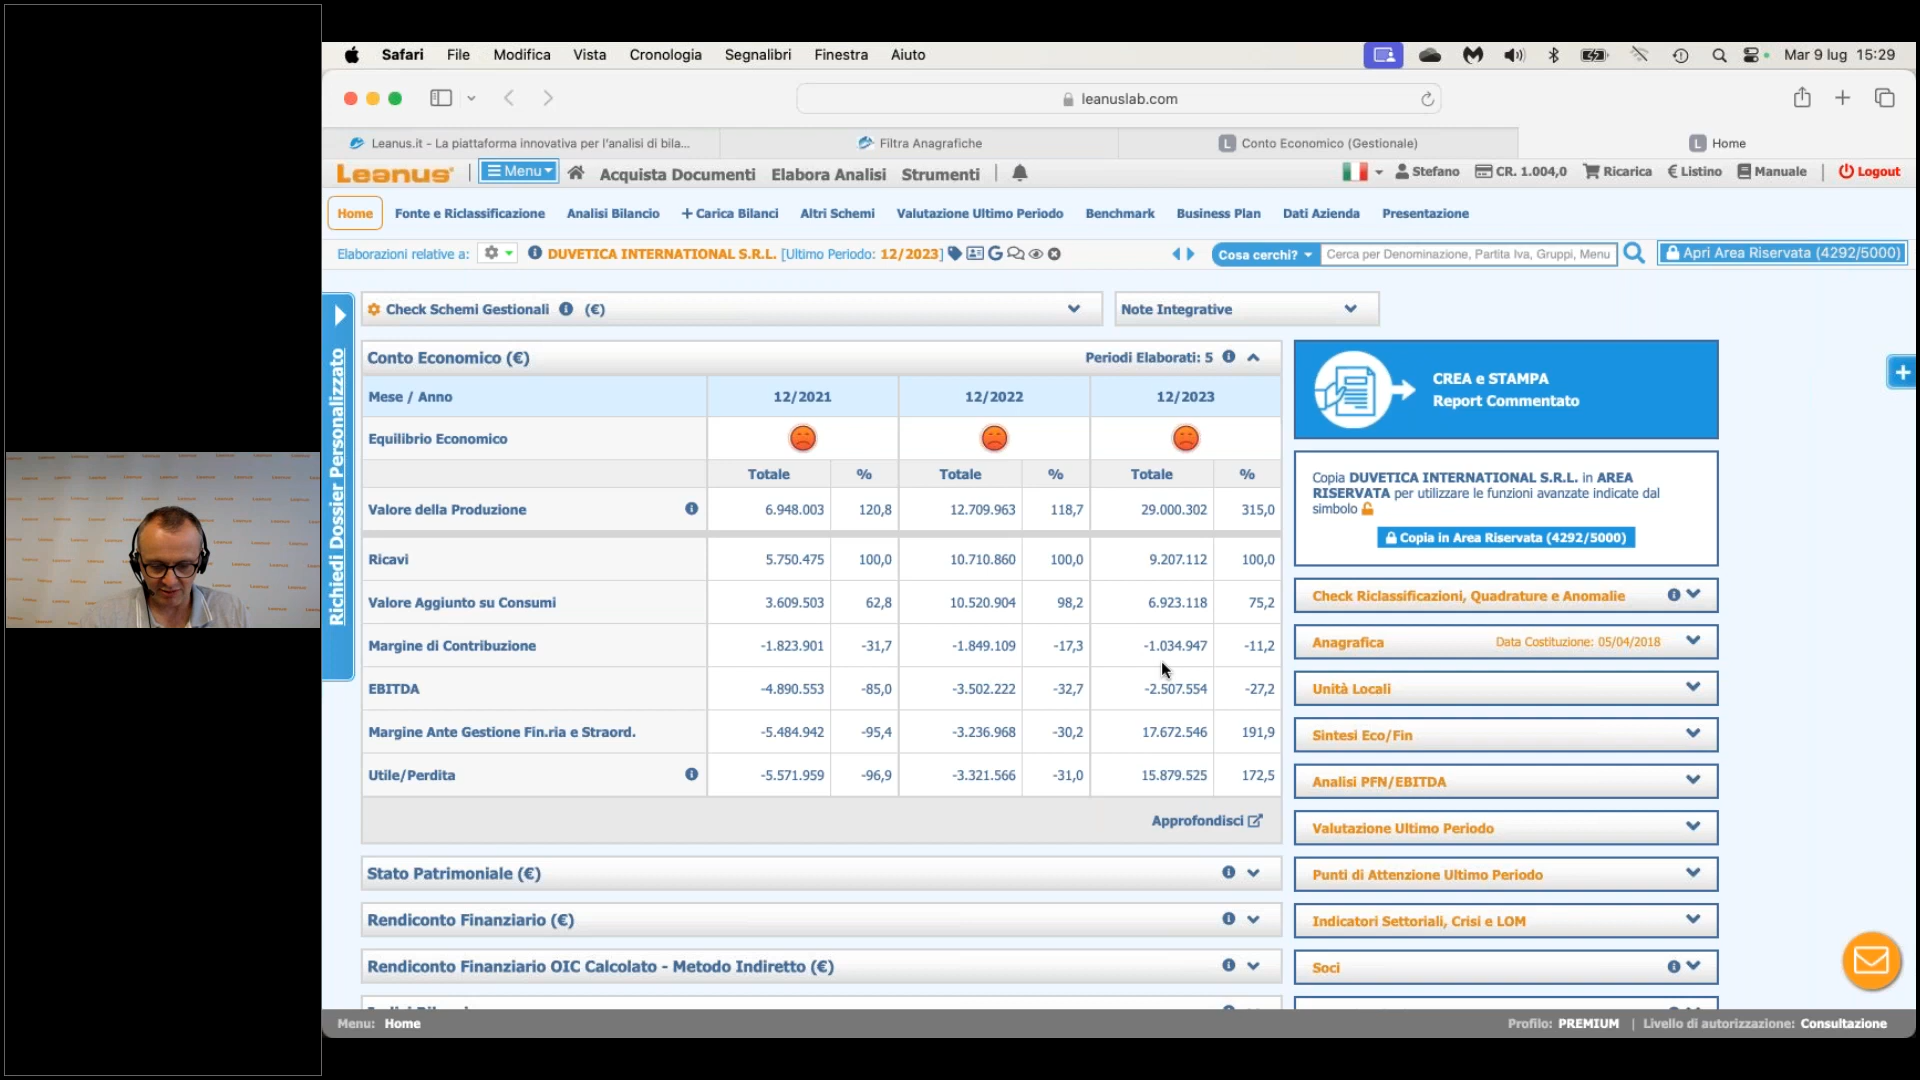 Safari File Modifica Vista Cronologia Segnalibri Finestra Aiuto Mar 9 lug 15:29
leanuslab.com
Leanus.it - La piattaforma innovativa per l'analisi di bila... Filtra Anagrafiche L Conto Economico (Gestionale) L Home
Leanus | Menu Acquista Documenti Elabora Analisi Strumenti | Stefano CR. 1.004,0 Ricarica € Listino Manuale | Logout
Home Fonte e Riclassificazione Analisi Bilancio + Carica Bilanci Altri Schemi Valutazione Ultimo Periodo Benchmark Business Plan Dati Azienda Presentazione
Elaborazioni relative a: DUVETICA INTERNATIONAL S.R.L. [Ultimo Periodo: 12/2023] Cosa cerchi? Cerca per Denominazione, Partita Iva, Gruppi, Menu Apri Area Riservata (4292/5000)
Richiedi Dossier Personalizzato
Check Schemi Gestionali (€) Note Integrative
Conto Economico (€) Periodi Elaborati: 5
Mese / Anno 12/2021 12/2022 12/2023
Equilibrio Economico
Totale % Totale % Totale %
Valore della Produzione 6.948.003 120,8 12.709.963 118,7 29.000.302 315,0
Ricavi 5.750.475 100,0 10.710.860 100,0 9.207.112 100,0
Valore Aggiunto su Consumi 3.609.503 62,8 10.520.904 98,2 6.923.118 75,2
Margine di Contribuzione -1.823.901 -31,7 -1.849.109 -17,3 -1.034.947 -11,2
EBITDA -4.890.553 -85,0 -3.502.222 -32,7 -2.507.554 -27,2
Margine Ante Gestione Fin.ria e Straord. -5.484.942 -95,4 -3.236.968 -30,2 17.672.546 191,9
Utile/Perdita -5.571.959 -96,9 -3.321.566 -31,0 15.879.525 172,5
Approfondisci
Stato Patrimoniale (€)
Rendiconto Finanziario (€)
Rendiconto Finanziario OIC Calcolato - Metodo Indiretto (€)
CREA e STAMPA
Report Commentato
Copia DUVETICA INTERNATIONAL S.R.L. in AREA
RISERVATA per utilizzare le funzioni avanzate indicate dal
simbolo
Copia in Area Riservata (4292/5000)
Check Riclassificazioni, Quadrature e Anomalie
Anagrafica Data Costituzione: 05/04/2018
Unità Locali
Sintesi Eco/Fin
Analisi PFN/EBITDA
Valutazione Ultimo Periodo
Punti di Attenzione Ultimo Periodo
Indicatori Settoriali, Crisi e LOM
Soci
Menu: Home Profilo: PREMIUM | Livello di autorizzazione: Consultazione